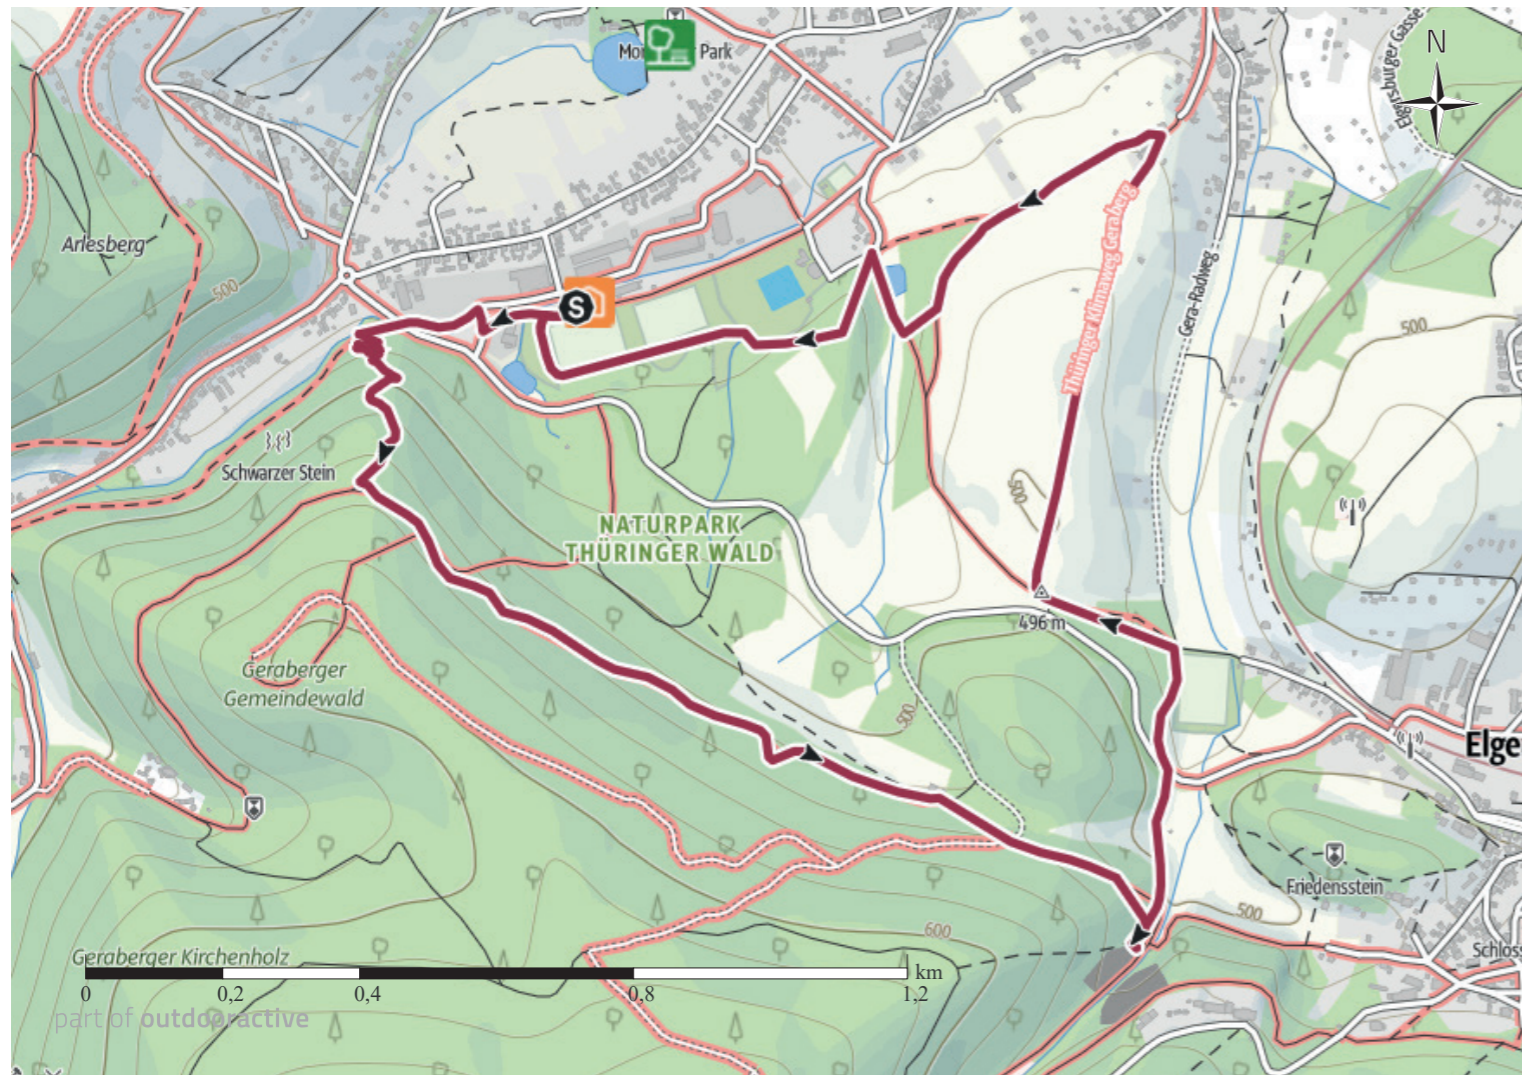 Park
N
Elgersburger Gasse
Arlesberg
500
S
Thüringer Klimaweg Geraberg
Gera-Radweg
500
Schwarzer Stein
500
NATURPARK
THÜRINGER WALD
496 m
Geraberger
Gemeindewald
500
Elge
Friedensstein
500
600
Schloss
Geraberger Kirchenholz
km
0
0,2
0,4
0,8
1,2
part of outdooractive